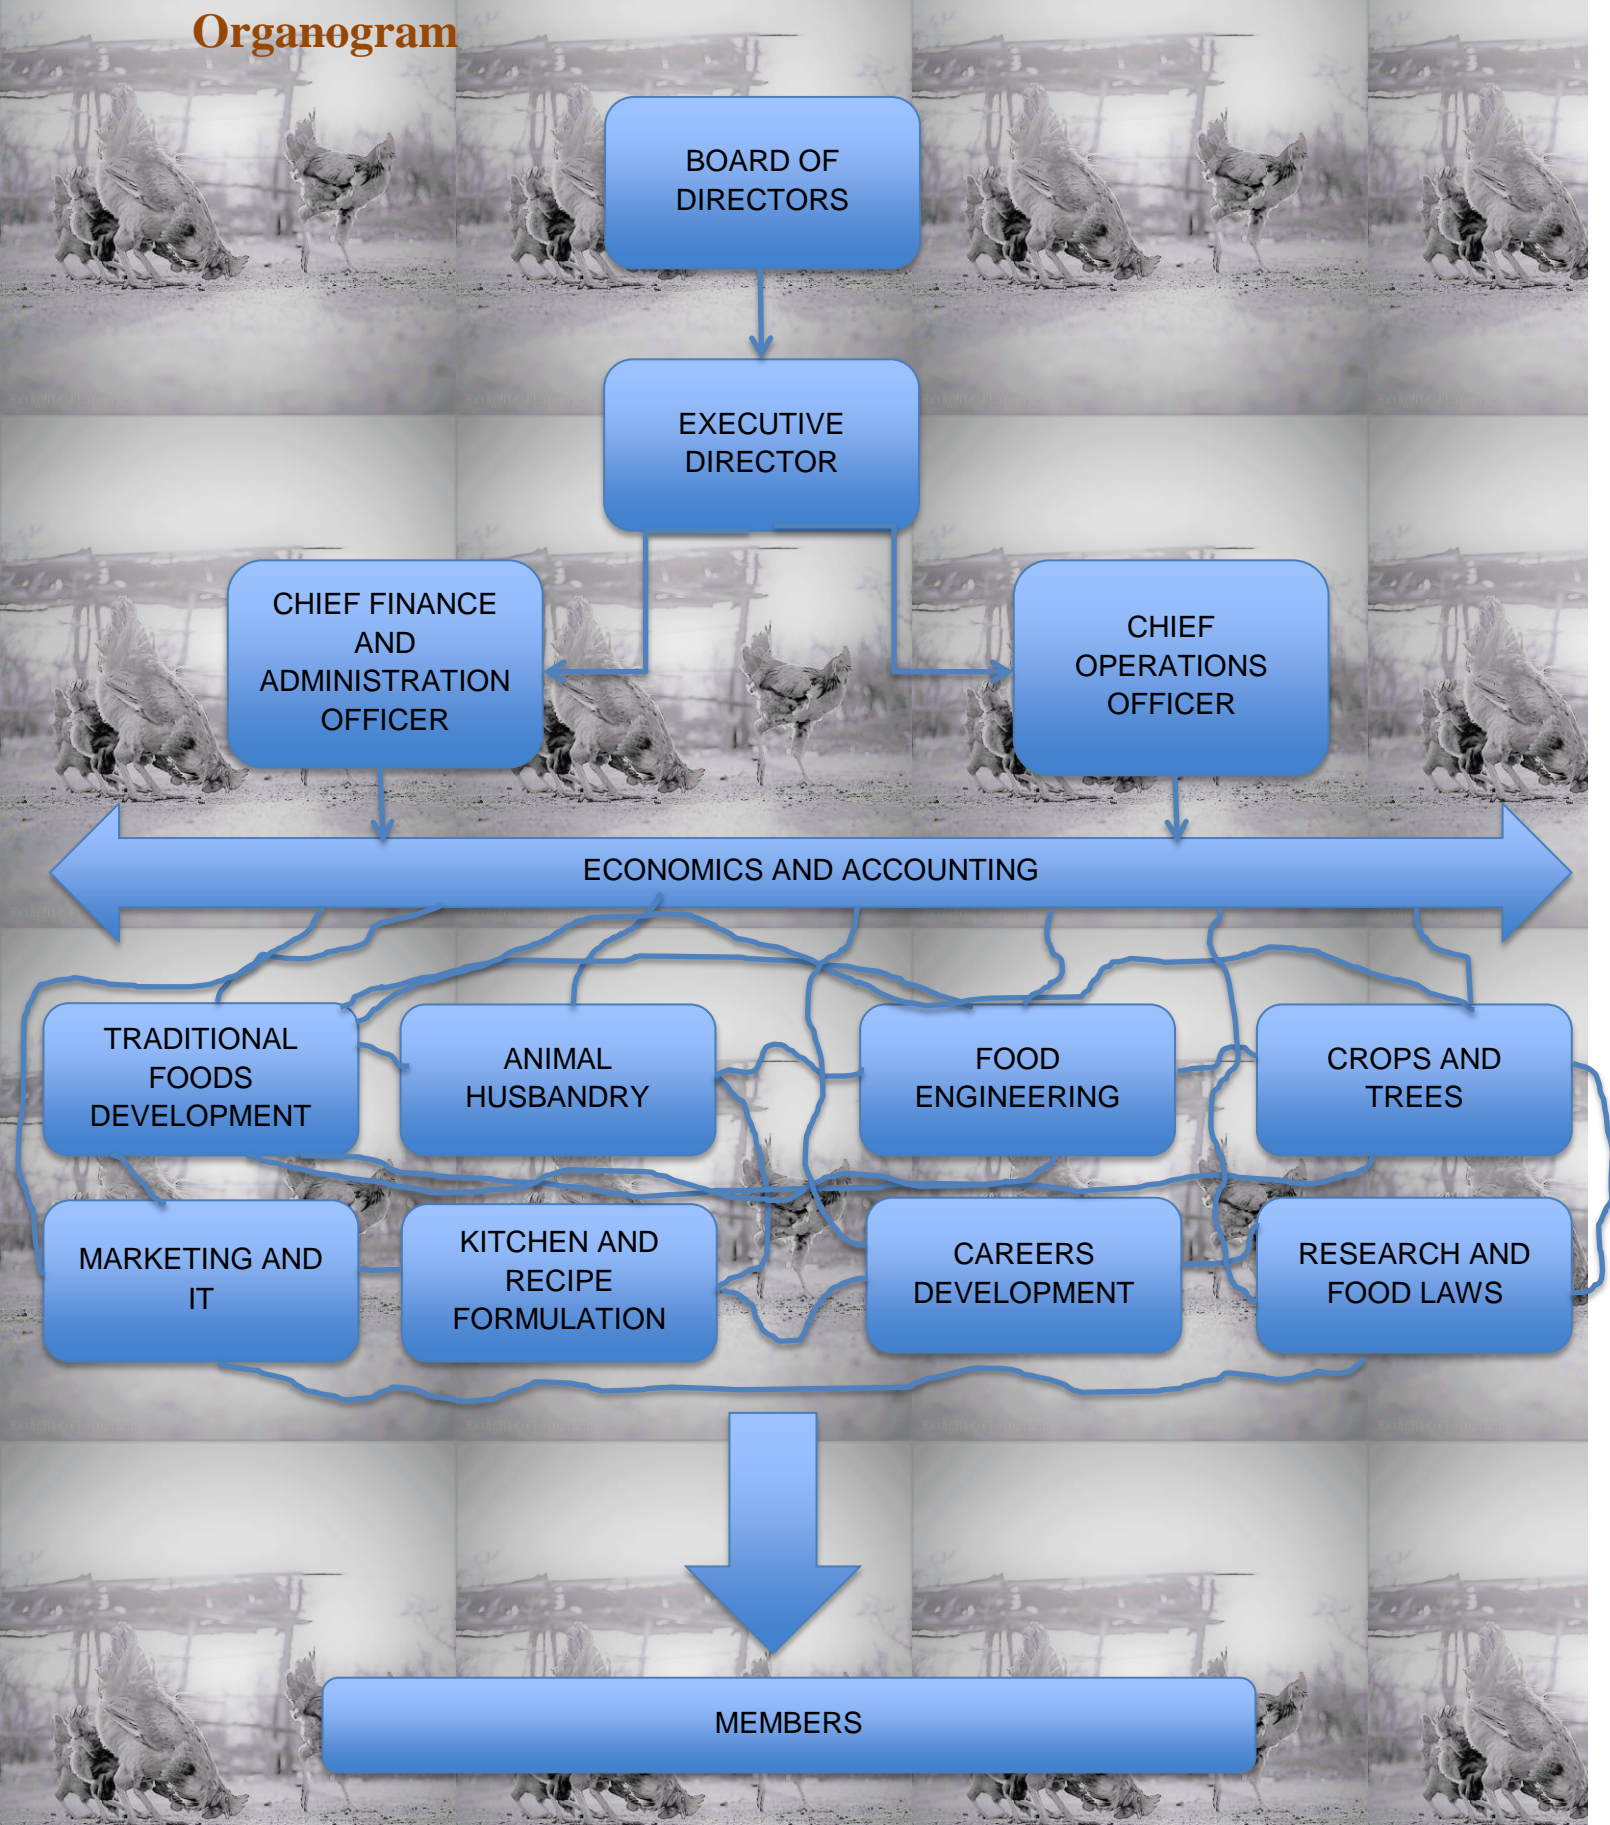 Organogram
BOARD OF
DIRECTORS
EXECUTIVE
DIRECTOR
CHIEF FINANCE
AND
ADMINISTRATION
OFFICER
CHIEF
OPERATIONS
OFFICER
ECONOMICS AND ACCOUNTING
TRADITIONAL
FOODS
DEVELOPMENT
ANIMAL
HUSBANDRY
FOOD
ENGINEERING
CROPS AND
TREES
MARKETING AND
IT
KITCHEN AND
RECIPE
FORMULATION
CAREERS
DEVELOPMENT
RESEARCH AND
FOOD LAWS
MEMBERS